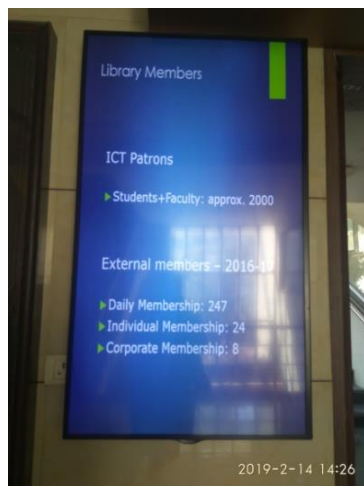 Library Members
ICT Patrons
Students+Faculty: approx. 2000
External members – 2016-17
Daily Membership: 247
Individual Membership: 24
Corporate Membership: 8
2019-2-14 14:26